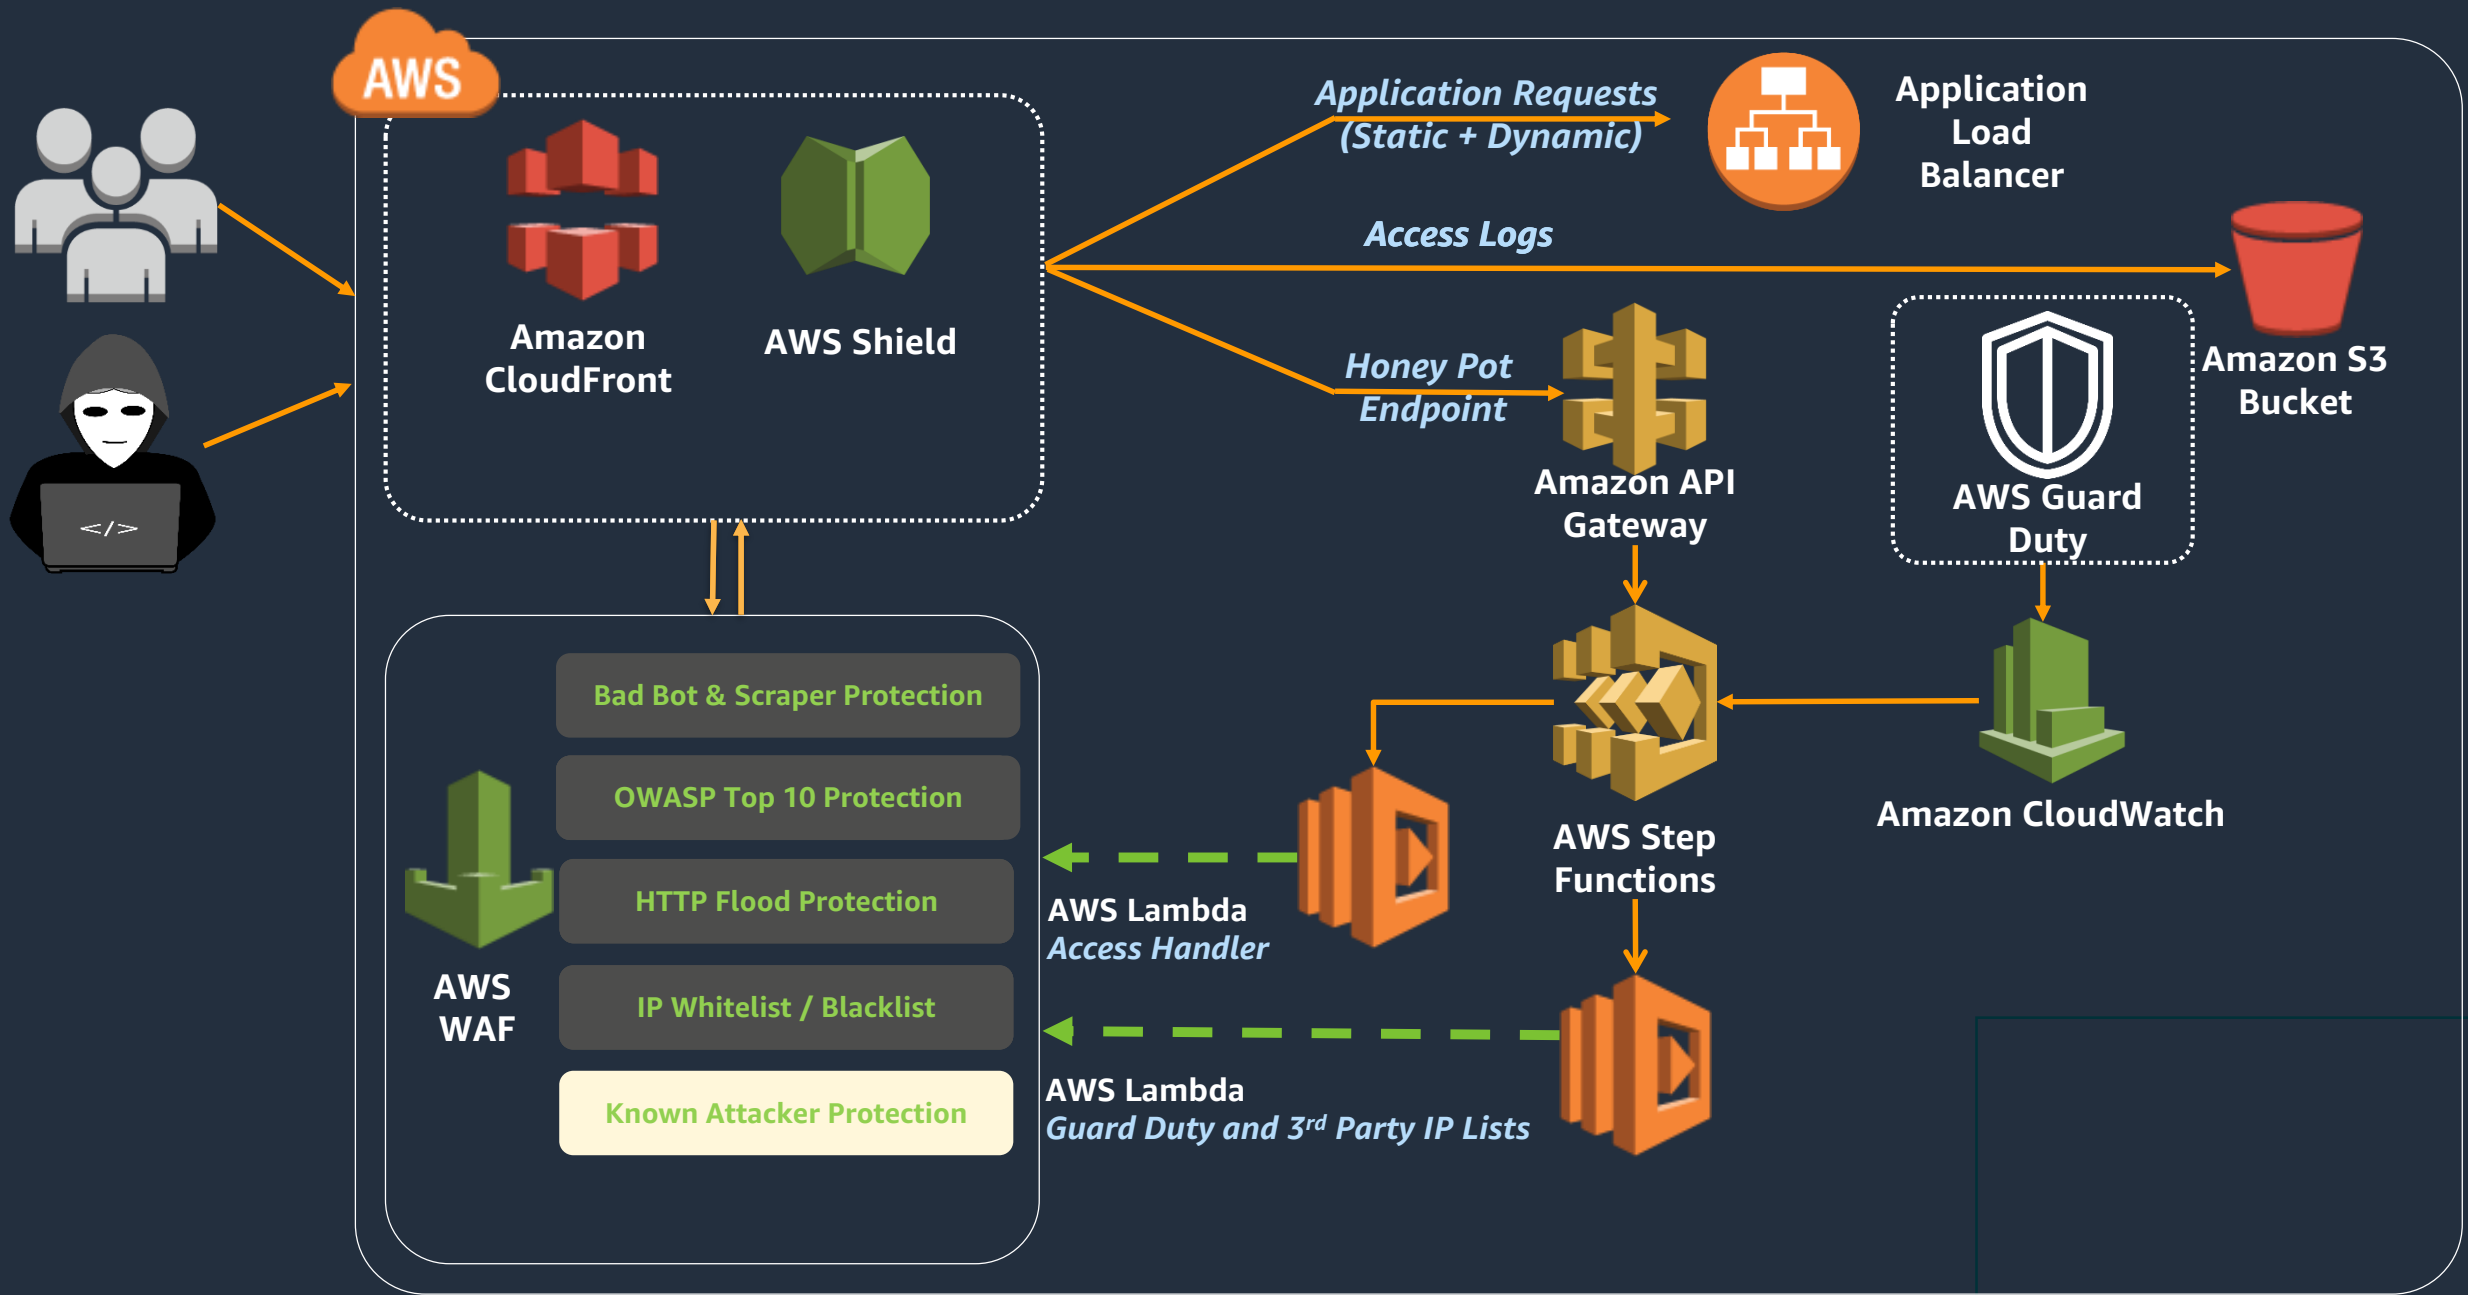 AWS
Application Requests
(Static + Dynamic)
Application
Load
Balancer
Access Logs
Amazon
CloudFront
AWS Shield
Honey Pot
Endpoint
Amazon S3
Bucket
Amazon API
Gateway
AWS Guard
Duty
</>
Bad Bot & Scraper Protection
OWASP Top 10 Protection
HTTP Flood Protection
IP Whitelist / Blacklist
Known Attacker Protection
AWS
WAF
AWS Step
Functions
Amazon CloudWatch
AWS Lambda
Access Handler
AWS Lambda
Guard Duty and 3rd Party IP Lists